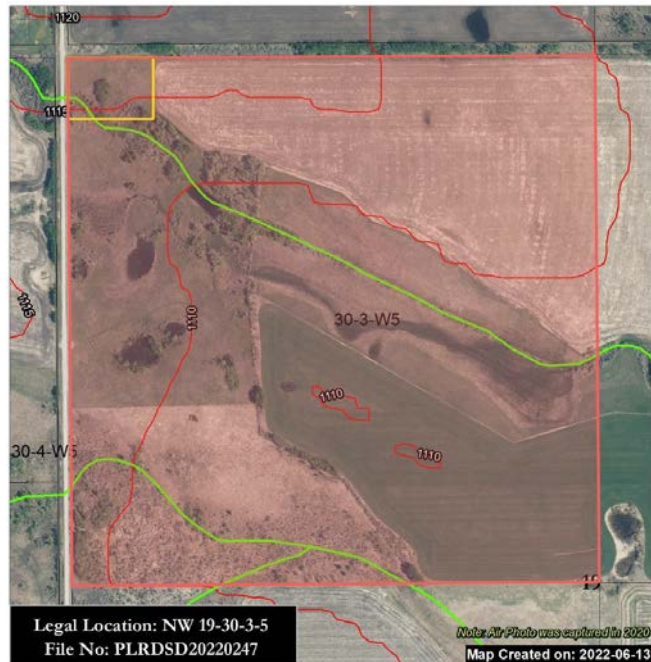 1120
1115
30-3-W5
1110
1115
1110
1110
30-4-W5
19
Legal Location: NW 19-30-3-5
File No: PLRDSD20220247
Note: Air Photo was captured in 2020
Map Created on: 2022-06-13